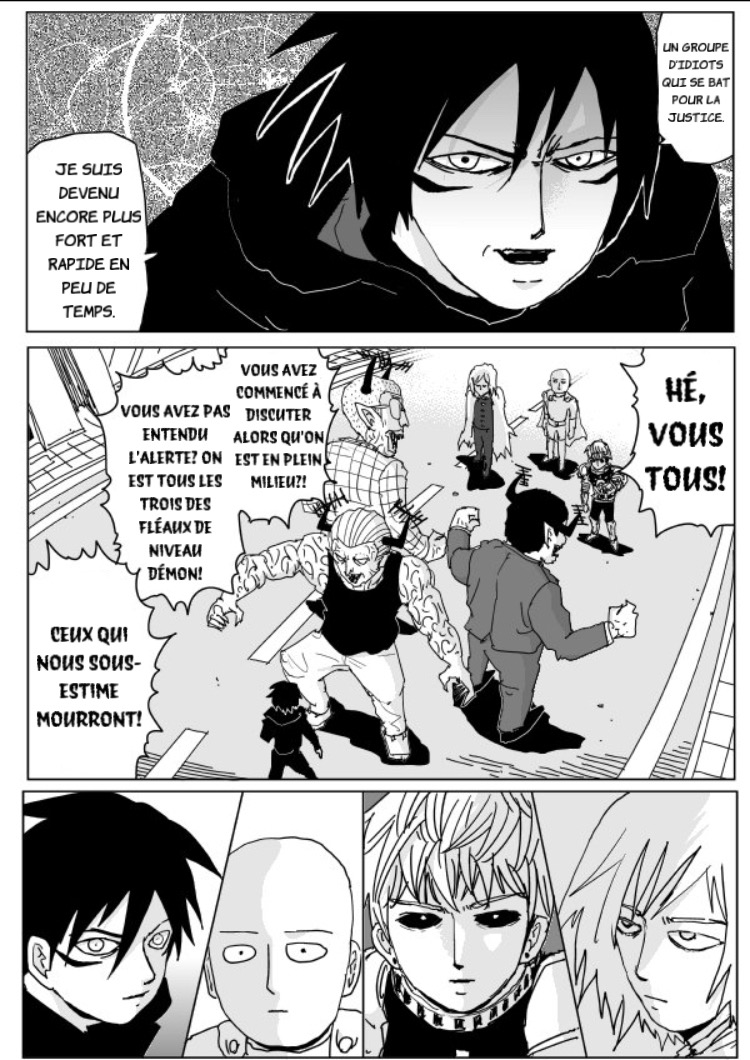 UN GROUPE
D'IDIOTS
QUI SE BAT
POUR LA
JUSTICE.
JE SUIS
DEVENU
ENCORE PLUS
FORT ET
RAPIDE EN
PEU DE
TEMPS.
HÉ,
VOUS
TOUS!
VOUS AVEZ
COMMENCÉ À
DISCUTER
ALORS QU'ON
EST EN PLEIN
MILIEU?!
VOUS AVEZ PAS
ENTENDU
L'ALERTE? ON
EST TOUS LES
TROIS DES
FLÉAUX DE
NIVEAU
DÉMON!
CEUX QUI
NOUS SOUS-
ESTIME
MOURRONT!